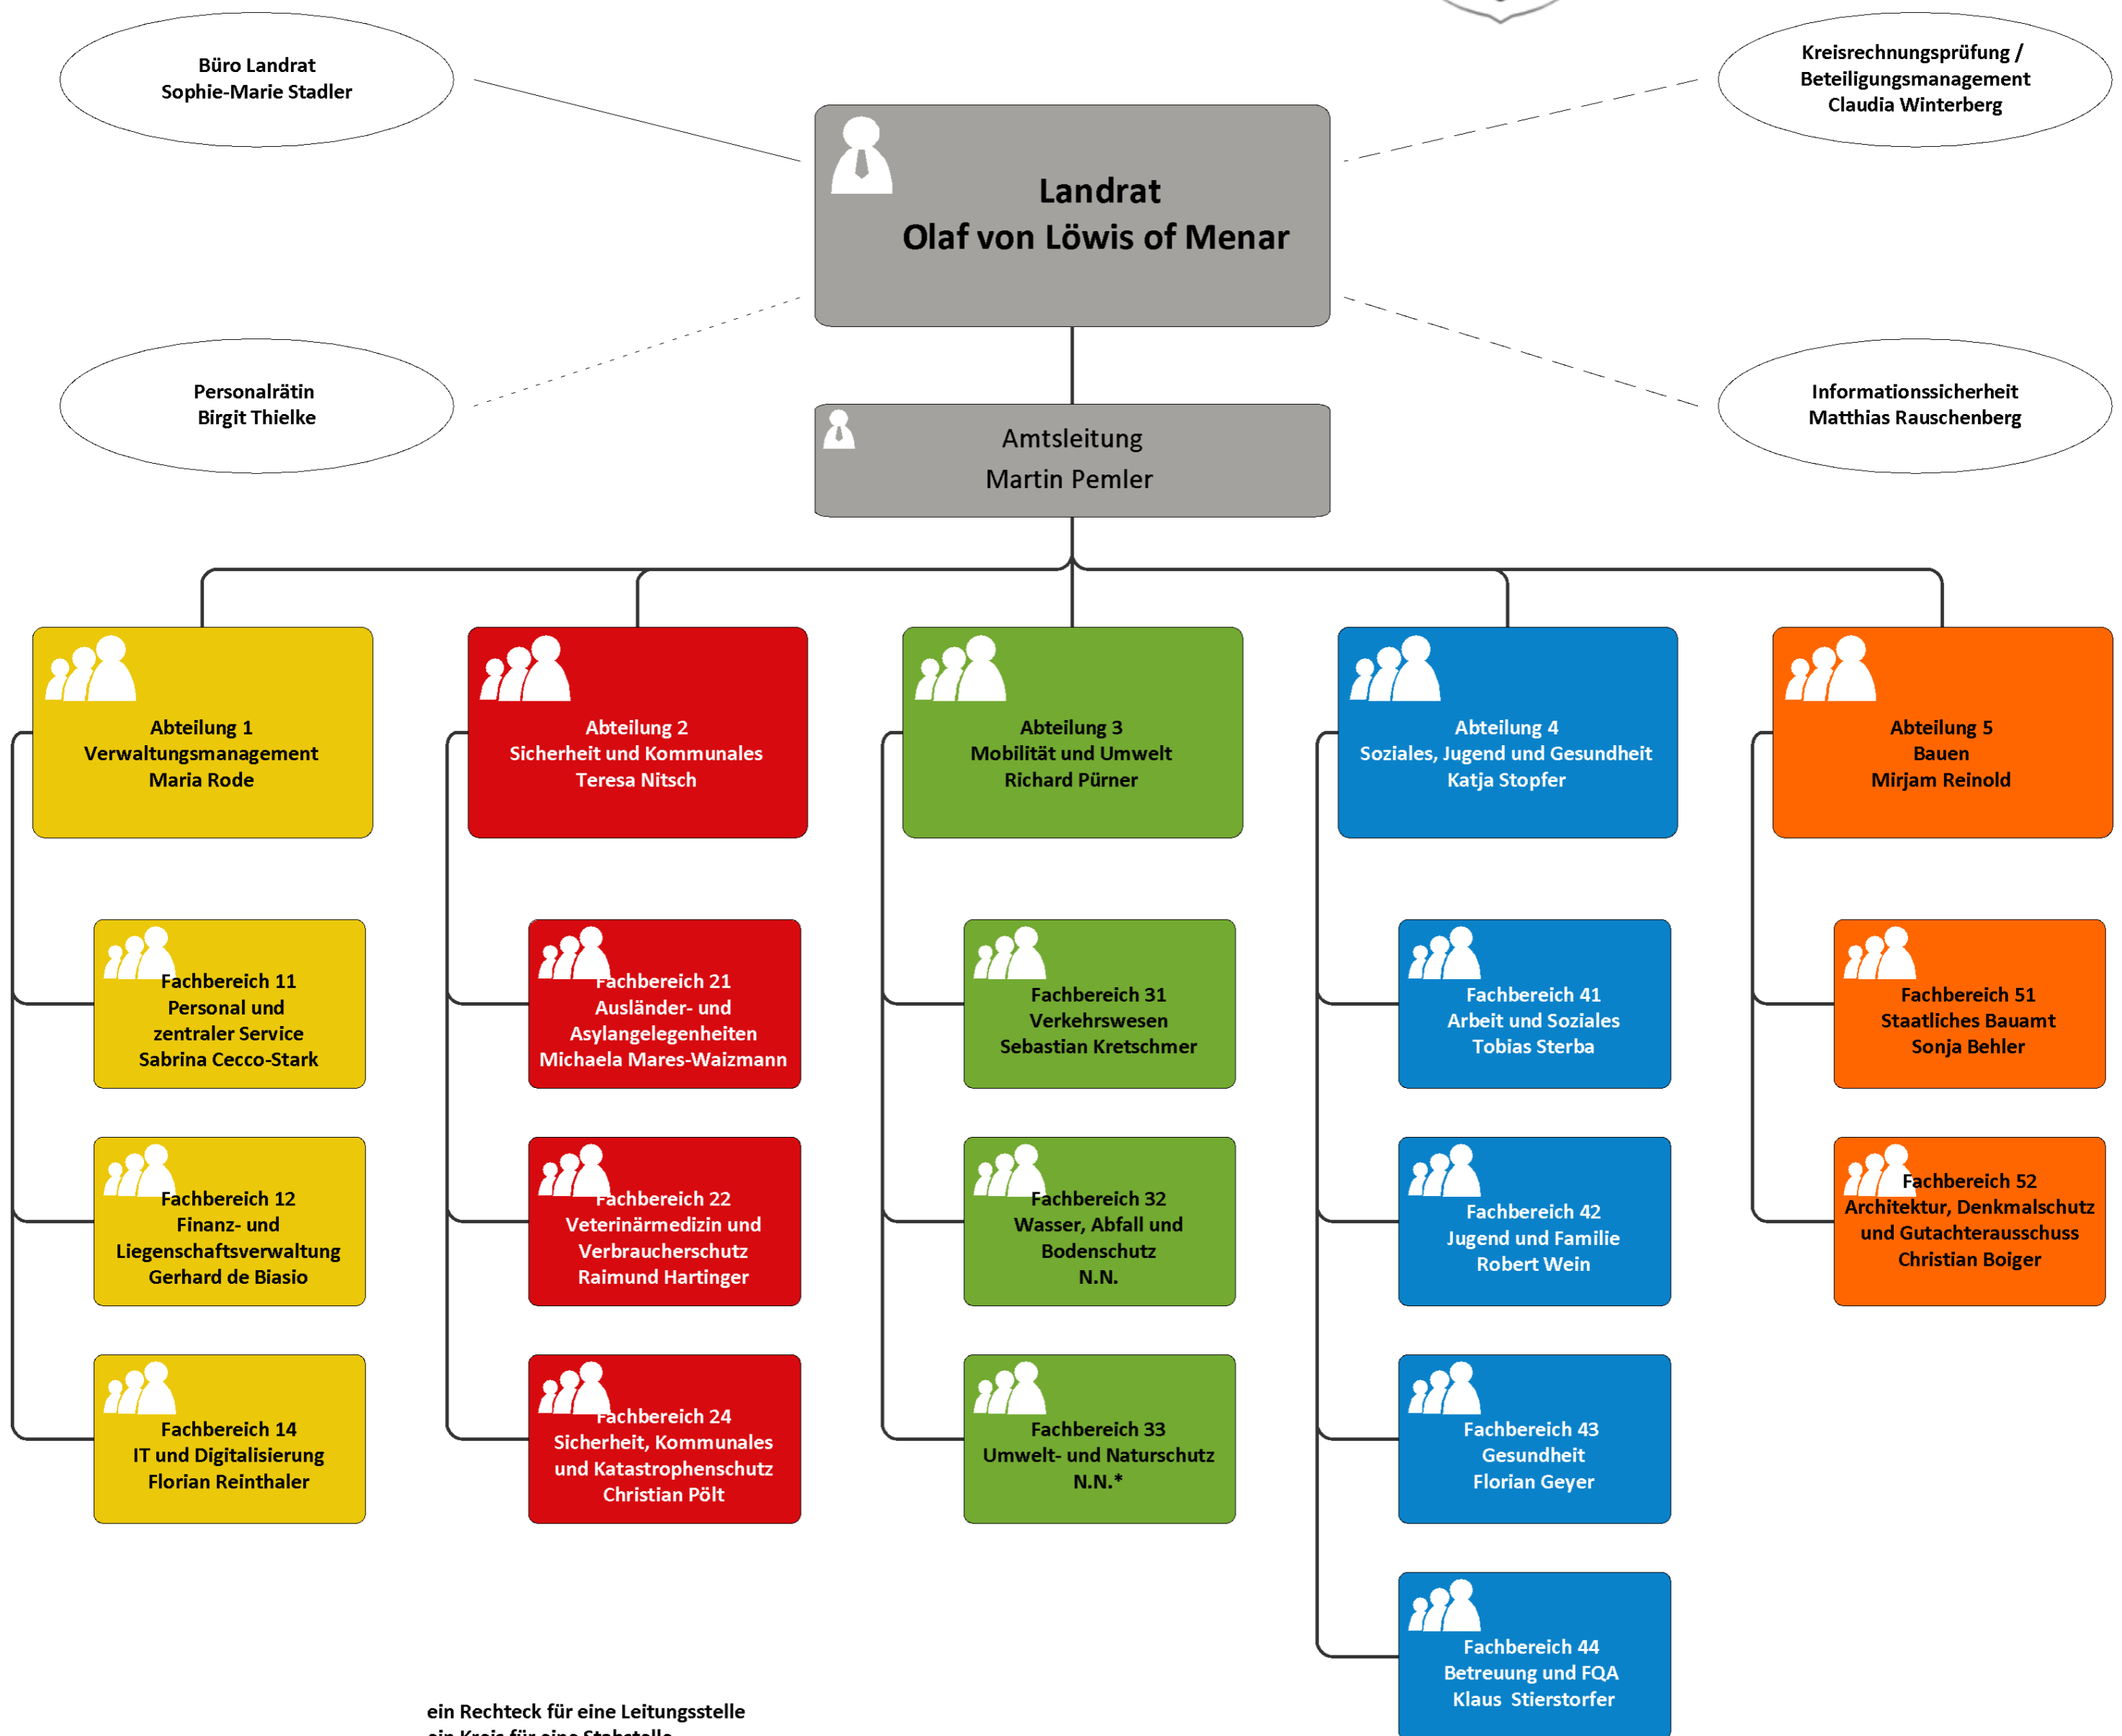 Büro Landrat
Sophie-Marie Stadler
Kreisrechnungsprüfung /
Beteiligungsmanagement
Claudia Winterberg
Landrat
Olaf von Löwis of Menar
Personalrätin
Birgit Thielke
Informationssicherheit
Matthias Rauschenberg
Amtsleitung
Martin Pemler
Abteilung 1
Verwaltungsmanagement
Maria Rode
Abteilung 2
Sicherheit und Kommunales
Teresa Nitsch
Abteilung 3
Mobilität und Umwelt
Richard Pürner
Abteilung 4
Soziales, Jugend und Gesundheit
Katja Stopfer
Abteilung 5
Bauen
Mirjam Reinold
Fachbereich 11
Personal und
zentraler Service
Sabrina Cecco-Stark
Fachbereich 21
Ausländer- und
Asylangelegenheiten
Michaela Mares-Waizmann
Fachbereich 31
Verkehrswesen
Sebastian Kretschmer
Fachbereich 41
Arbeit und Soziales
Tobias Sterba
Fachbereich 51
Staatliches Bauamt
Sonja Behler
Fachbereich 12
Finanz- und
Liegenschaftsverwaltung
Gerhard de Biasio
Fachbereich 22
Veterinärmedizin und
Verbraucherschutz
Raimund Hartinger
Fachbereich 32
Wasser, Abfall und
Bodenschutz
N.N.
Fachbereich 42
Jugend und Familie
Robert Wein
Fachbereich 52
Architektur, Denkmalschutz
und Gutachterausschuss
Christian Boiger
Fachbereich 14
IT und Digitalisierung
Florian Reinthaler
Fachbereich 24
Sicherheit, Kommunales
und Katastrophenschutz
Christian Pölt
Fachbereich 33
Umwelt- und Naturschutz
N.N.*
Fachbereich 43
Gesundheit
Florian Geyer
Fachbereich 44
Betreuung und FQA
Klaus Stierstorfer
ein Rechteck für eine Leitungsstelle
ein Kreis für eine Stabstelle